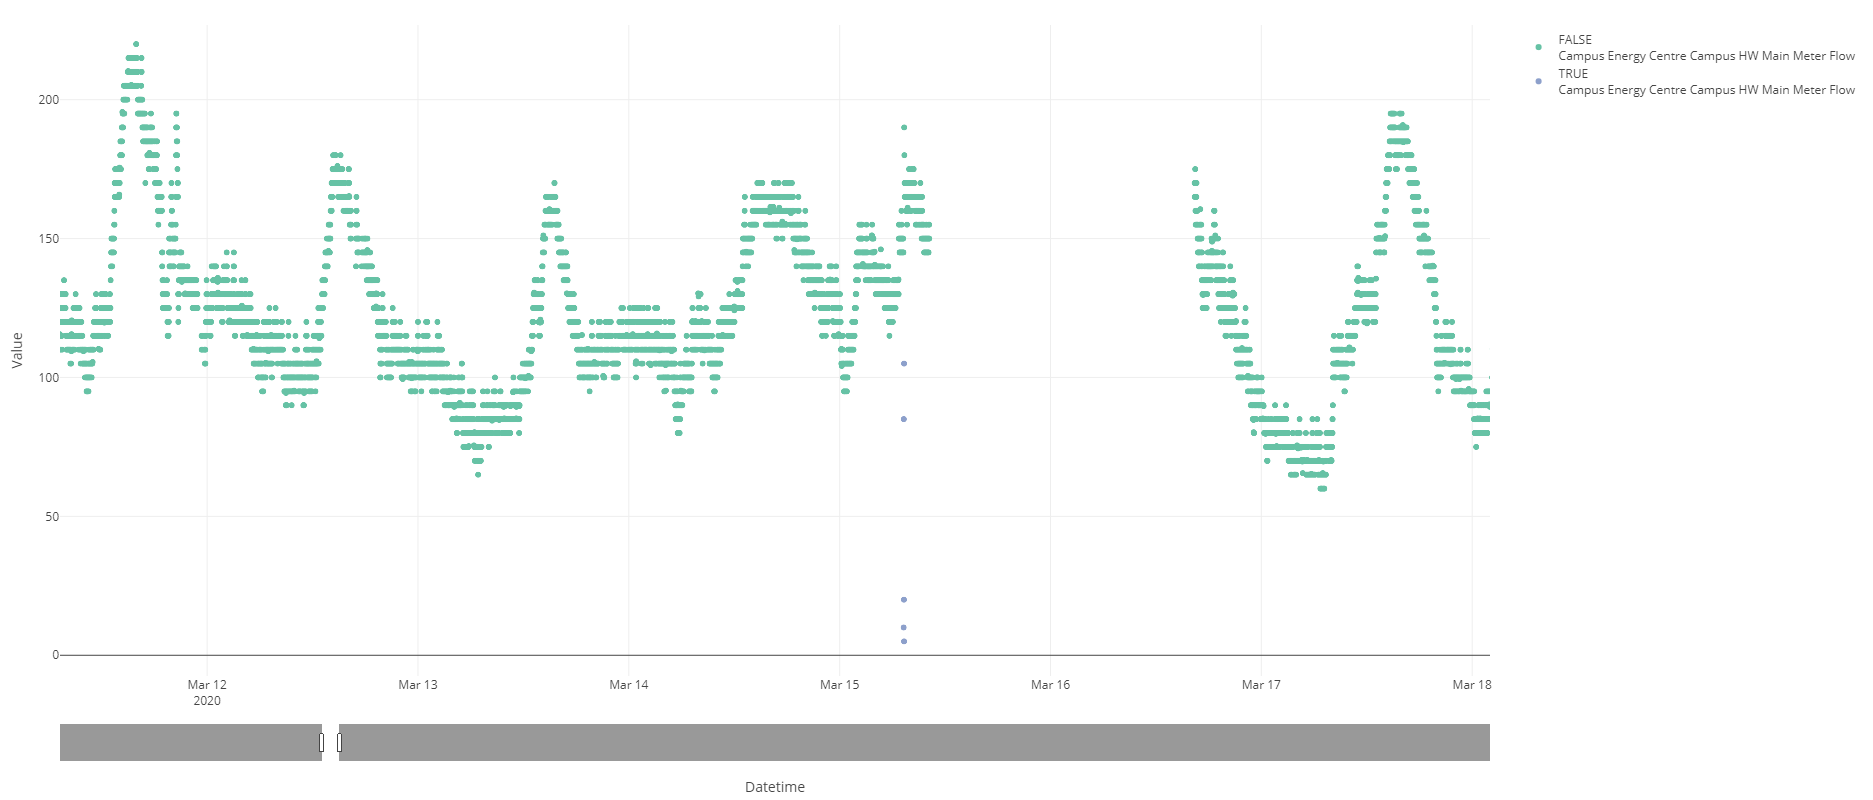 FALSE
Campus Energy Centre Campus HW Main Meter Flow
TRUE
Campus Energy Centre Campus HW Main Meter Flow
200
150
100
50
0
Value
Mar 12
2020
Mar 13
Mar 14
Mar 15
Mar 16
Mar 17
Mar 18
Datetime